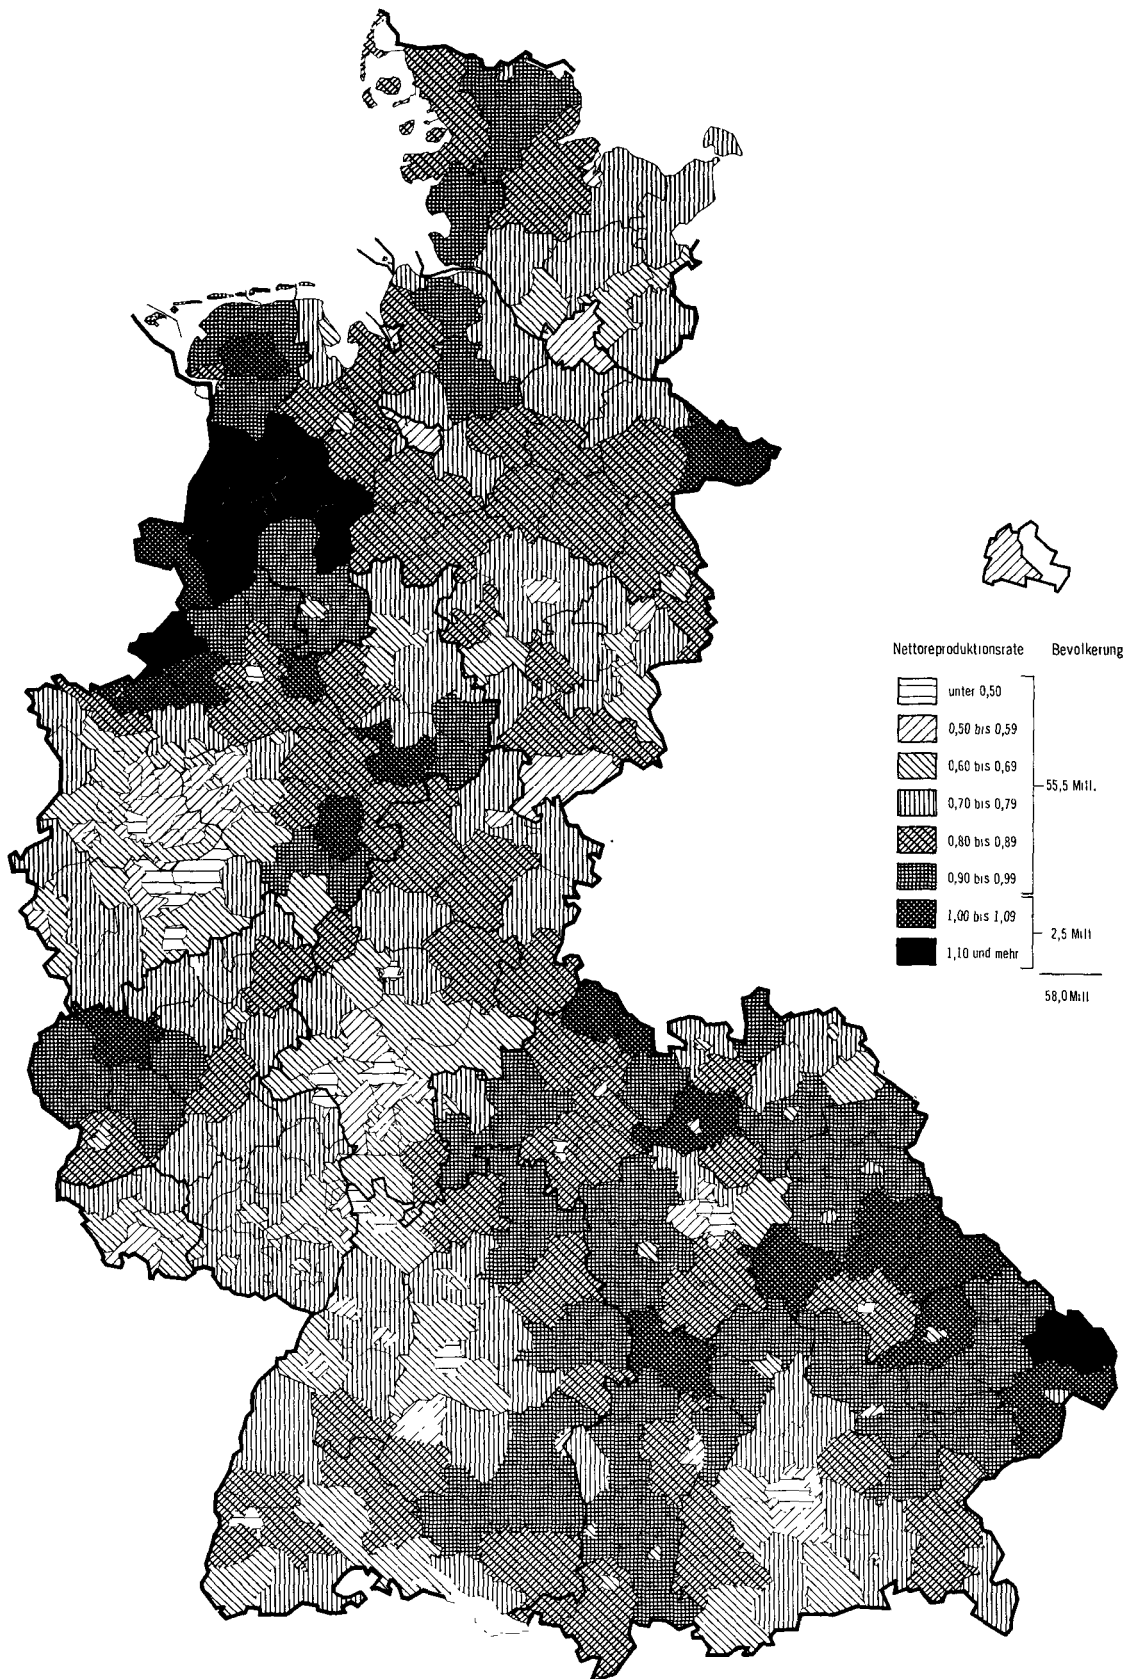 Nettoreproduktionsrate Bevolkerung
unter 0,50
0,50 bis 0,59
0,60 bis 0,69
55,5 Mill.
0,70 bis 0,79
0,80 bis 0,89
0,90 bis 0,99
1,00 bis 1,09
2,5 Mill
1,10 und mehr
58,0 Mill